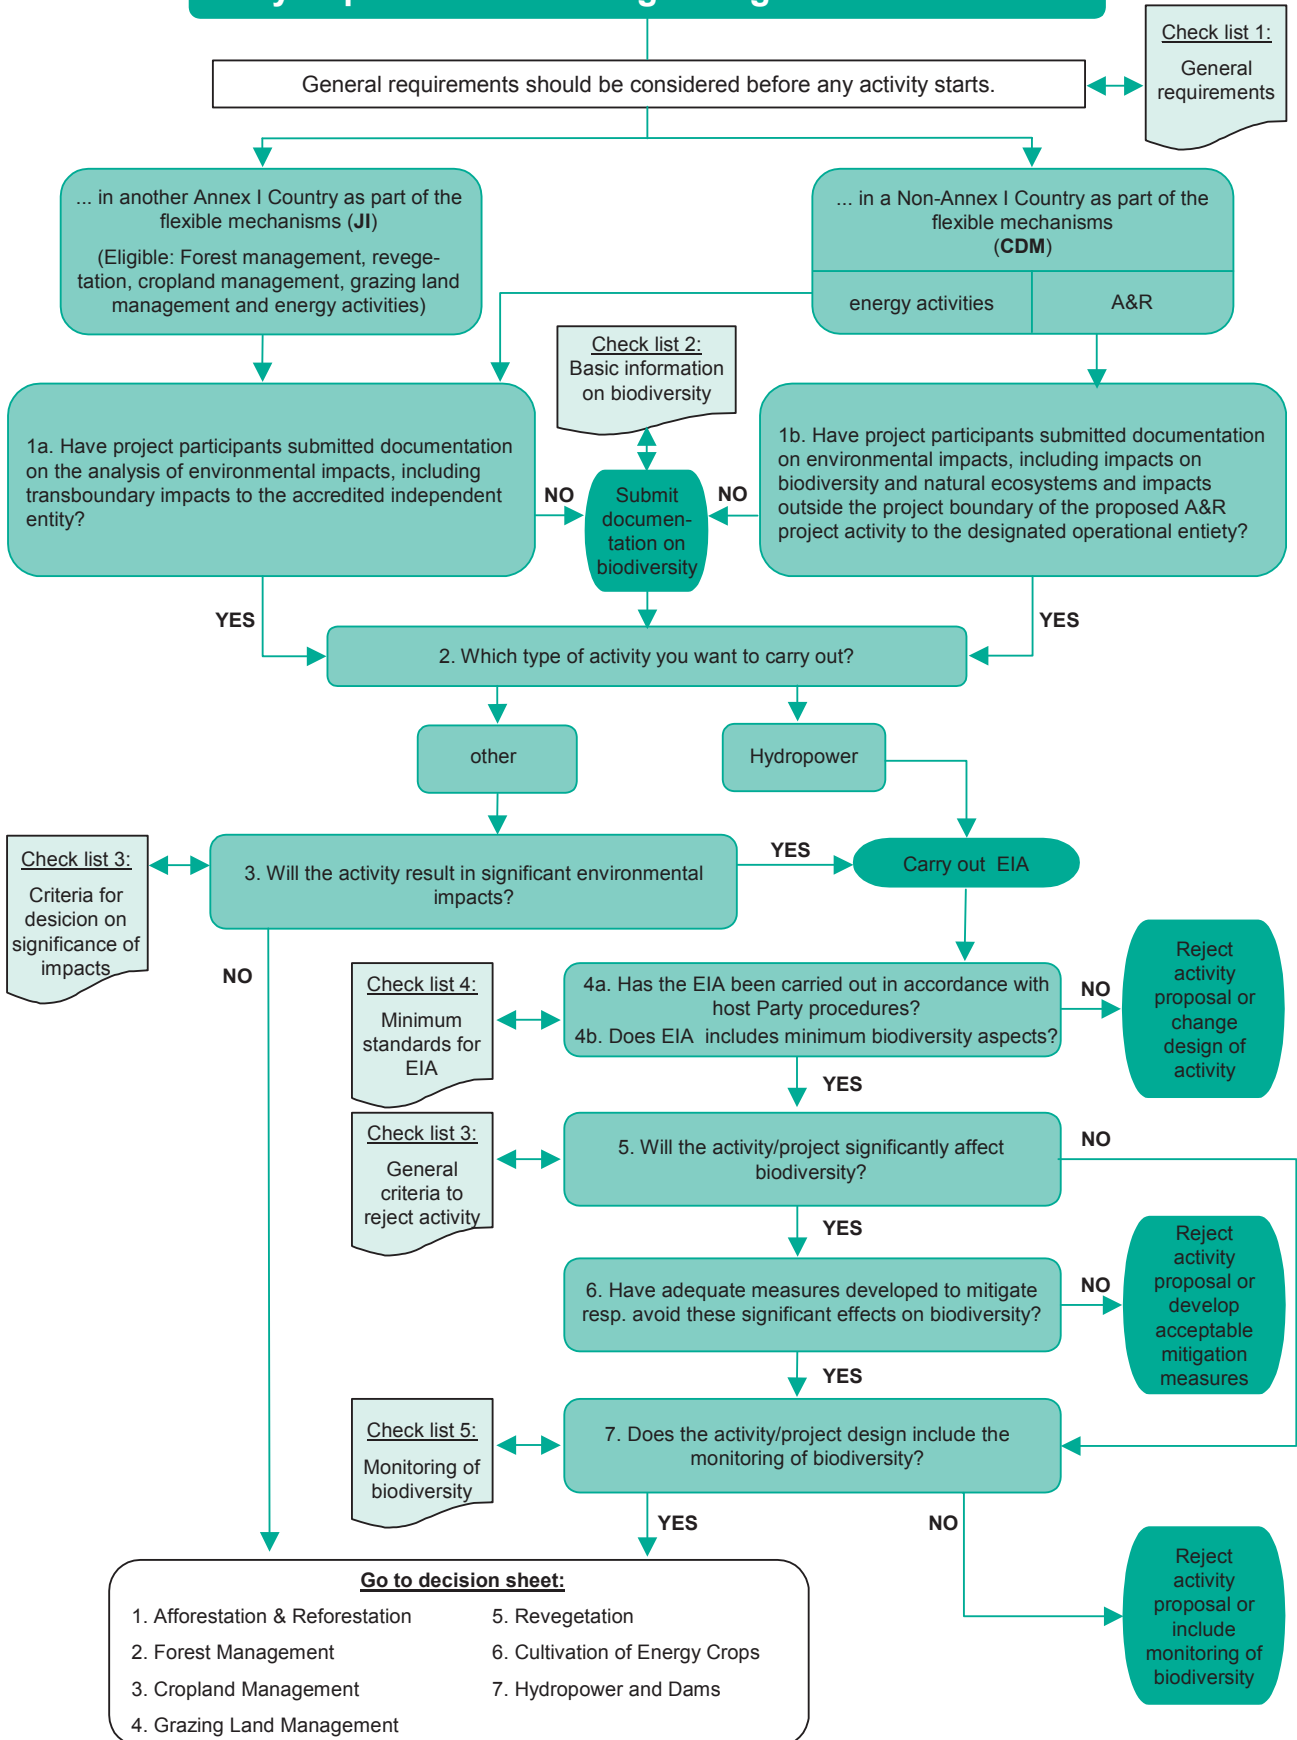 General requirements should be considered before any activity starts.
Check list 1:
General
requirements
... in another Annex I Country as part of the
flexible mechanisms (JI)
(Eligible: Forest management, revege-
tation, cropland management, grazing land
management and energy activities)
... in a Non-Annex I Country as part of the
flexible mechanisms
(CDM)
energy activities
A&R
Check list 2:
Basic information
on biodversity
1a. Have project participants submitted documentation
on the analysis of environmental impacts, including
transboundary impacts to the accredited independent
entity?
NO
Submit
documen-
tation on
biodiversity
NO
1b. Have project participants submitted documentation
on environmental impacts, including impacts on
biodiversity and natural ecosystems and impacts
outside the project boundary of the proposed A&R
project activity to the designated operational entiety?
YES
YES
2. Which type of activity you want to carry out?
other
Hydropower
Check list 3:
Criteria for
desicion on
significance of
impacts
3. Will the activity result in significant environmental
impacts?
YES
Carry out EIA
NO
Check list 4:
Minimum
standards for
EIA
4a. Has the EIA been carried out in accordance with
host Party procedures?
4b. Does EIA includes minimum biodiversity aspects?
NO
Reject
activity
proposal or
change
design of
activity
YES
Check list 3:
General
criteria to
reject activity
5. Will the activity/project significantly affect
biodiversity?
NO
YES
6. Have adequate measures developed to mitigate
resp. avoid these significant effects on biodiversity?
NO
Reject
activity
proposal or
develop
acceptable
mitigation
measures
YES
Check list 5:
Monitoring of
biodiversity
7. Does the activity/project design include the
monitoring of biodiversity?
YES
NO
Reject
activity
proposal or
include
monitoring of
biodiversity
Go to decision sheet:
1. Afforestation & Reforestation
2. Forest Management
3. Cropland Management
4. Grazing Land Management
5. Revegetation
6. Cultivation of Energy Crops
7. Hydropower and Dams